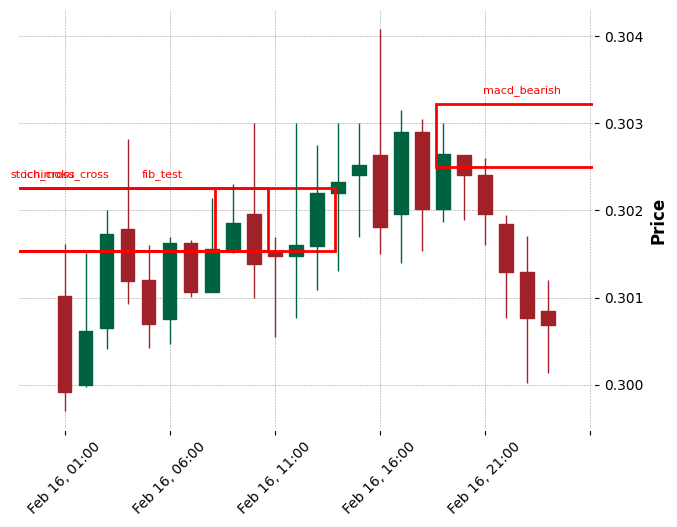 0.304
macd_bearish
0.303
stoch_cross
ichimoku_cross
fib_test
0.302
0.301
0.300
Price
Feb 16, 01:00
Feb 16, 06:00
Feb 16, 11:00
Feb 16, 16:00
Feb 16, 21:00